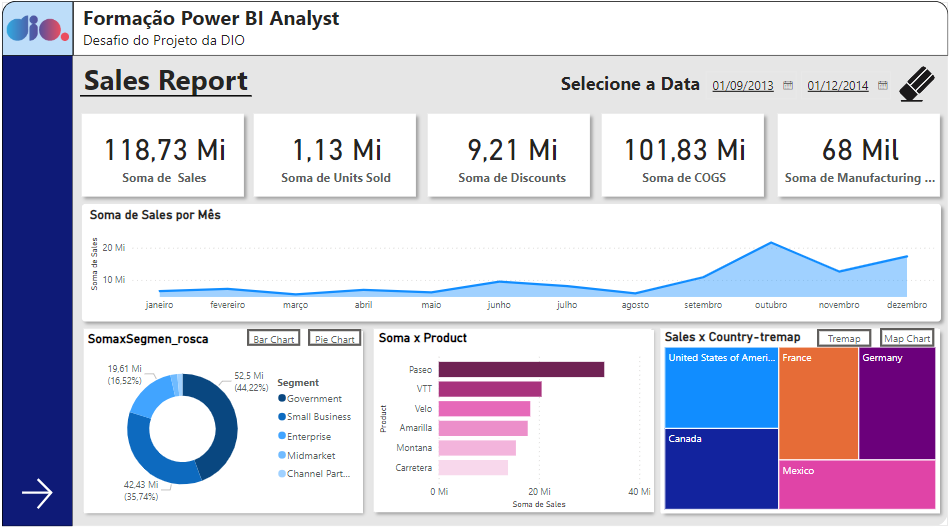 dio.
Formação Power BI Analyst
Desafio do Projeto da DIO
Sales Report
Selecione a Data
01/09/2013
01/12/2014
118,73 Mi
Soma de Sales
1,13 Mi
Soma de Units Sold
9,21 Mi
Soma de Discounts
101,83 Mi
Soma de COGS
68 Mil
Soma de Manufacturing ...
Soma de Sales por Mês
Soma de Sales
20 Mi
10 Mi
janeiro fevereiro março abril maio junho julho agosto setembro outubro novembro dezembro
SomaxSegmen_rosca
Bar Chart
Pie Chart
19,61 Mi
(16,52%)
52,5 Mi
(44,22%)
42,43 Mi
(35,74%)
Segment
Government
Small Business
Enterprise
Midmarket
Channel Part...
Soma x Product
Product
Paseo
VTT
Velo
Amarilla
Montana
Carretera
0 Mi 20 Mi 40 Mi
Soma de Sales
Sales x Country-tremap
Tremap
Map Chart
United States of Ameri...
France
Germany
Canada
Mexico